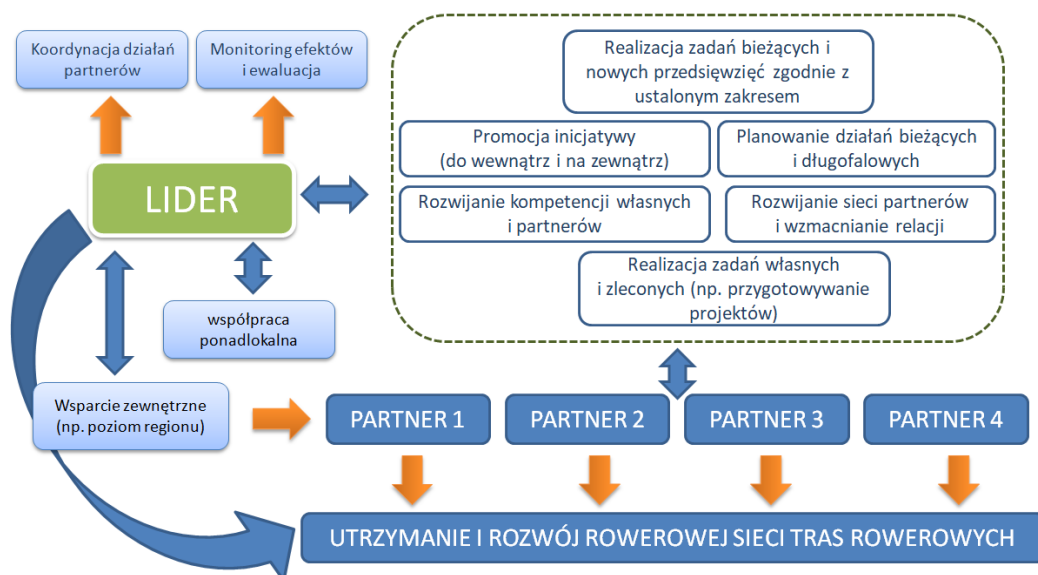 Koordynacja działań
partnerów
Monitoring efektów
i ewaluacja
LIDER
Realizacja zadań bieżących i
nowych przedsięwzięć zgodnie z
ustalonym zakresem
Promocja inicjatywy
(do wewnątrz i na zewnątrz)
Planowanie działań bieżących
i długofalowych
Rozwijanie kompetencji własnych
i partnerów
Rozwijanie sieci partnerów
i wzmacnianie relacji
Realizacja zadań własnych
i zleconych (np. przygotowywanie
projektów)
współpraca
ponadlokalna
Wsparcie zewnętrzne
(np. poziom regionu)
PARTNER 1
PARTNER 2
PARTNER 3
PARTNER 4
UTRZYMANIE I ROZWÓJ ROWEROWEJ SIECI TRAS ROWEROWYCH